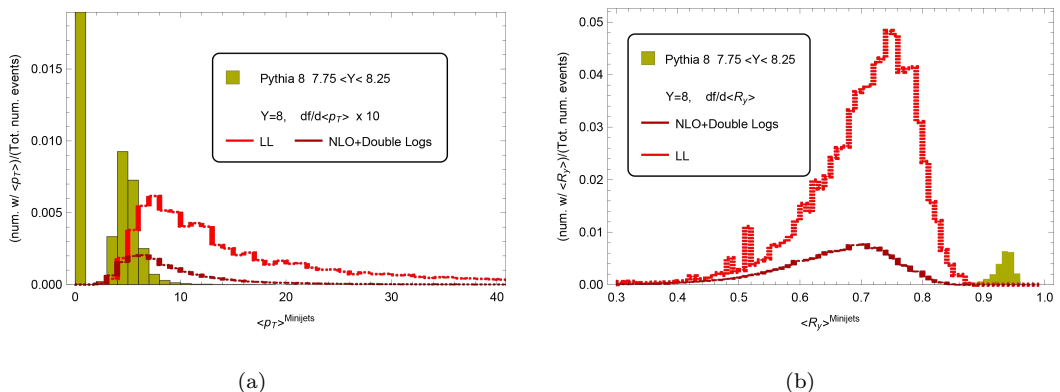 (num. w/ <p_T>)/(Tot. num. events)
0.015
0.010
0.005
0.000
Pythia 8 7.75 <Y< 8.25
Y=8, df/d<p_T> x 10
LL NLO+Double Logs
0 10 20 30 40
<p_T>^Minijets
(a)
(num. w/ <R_y>)/(Tot. num. events)
0.05
0.04
0.03
0.02
0.01
0.00
Pythia 8 7.75 <Y< 8.25
Y=8, df/d<R_y>
NLO+Double Logs
LL
0.3 0.4 0.5 0.6 0.7 0.8 0.9 1.0
<R_y>^Minijets
(b)